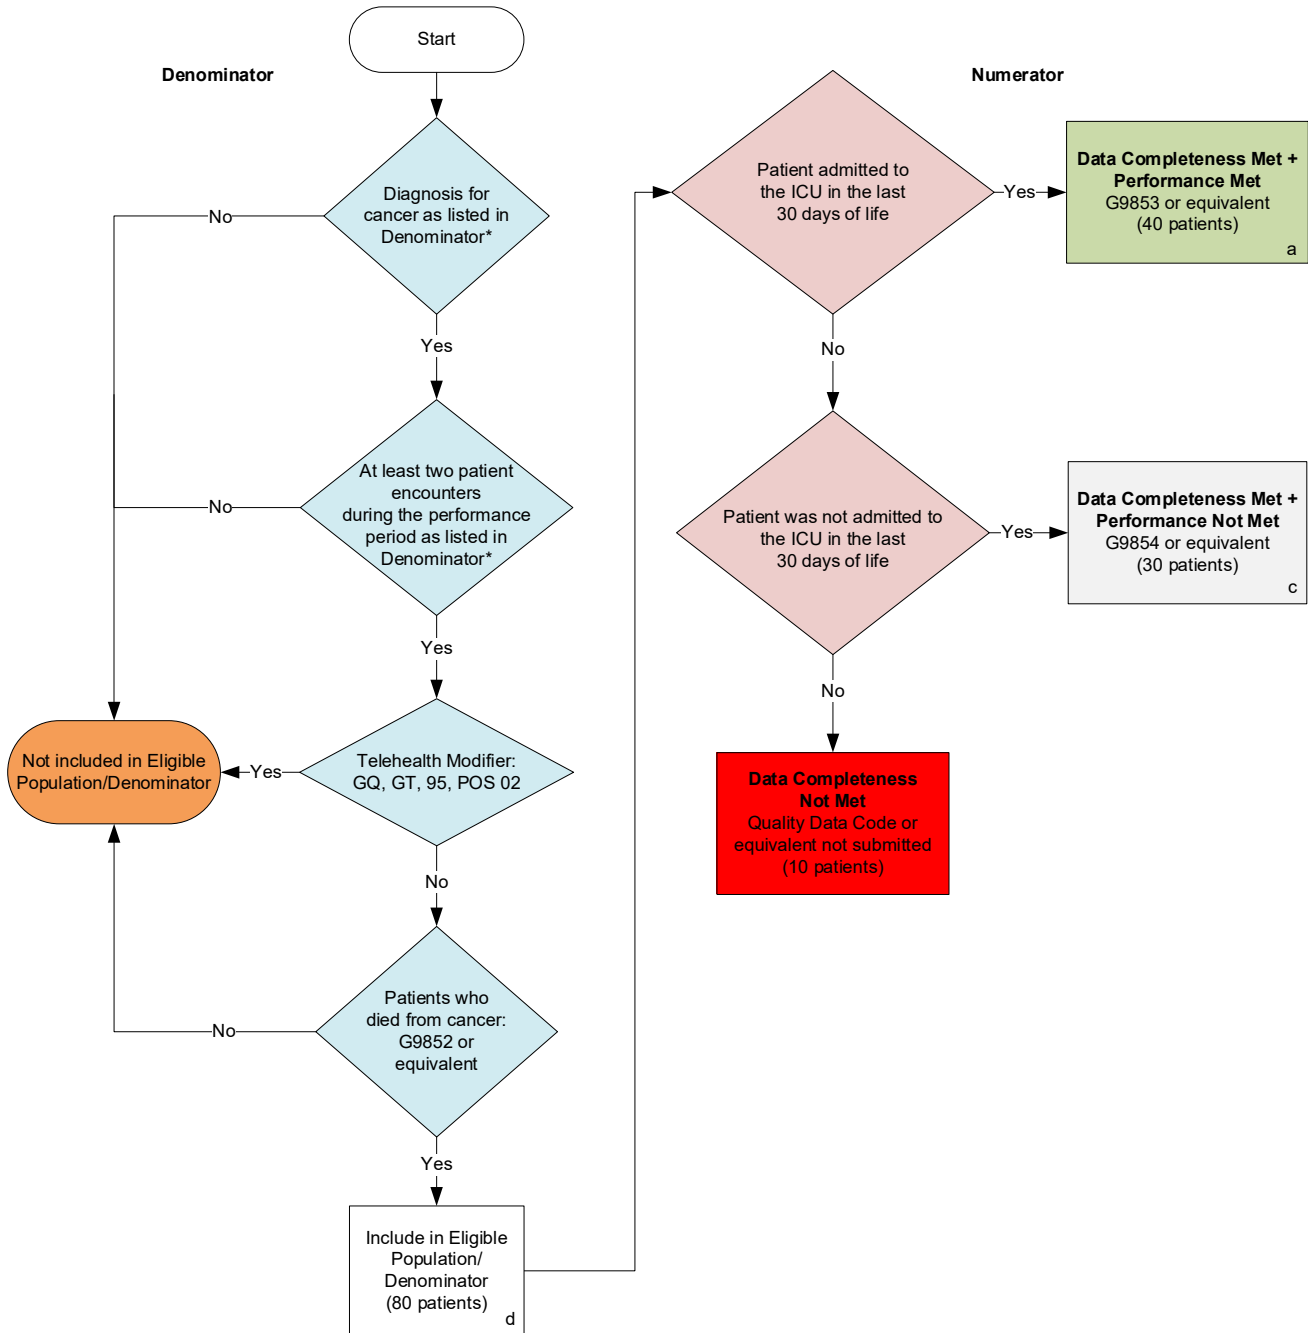 Start
Denominator
Diagnosis for
cancer as listed in
Denominator*
No
Yes
At least two patient
encounters
during the performance
period as listed in
Denominator*
No
Yes
Telehealth Modifier:
GQ, GT, 95, POS 02
Yes
Not included in Eligible
Population/Denominator
No
Patients who
died from cancer:
G9852 or
equivalent
No
Yes
Include in Eligible
Population/
Denominator
(80 patients)
d
Numerator
Patient admitted to
the ICU in the last
30 days of life
Yes
Data Completeness Met +
Performance Met
G9853 or equivalent
(40 patients)
a
No
Patient was not admitted to
the ICU in the last
30 days of life
Yes
Data Completeness Met +
Performance Not Met
G9854 or equivalent
(30 patients)
c
No
Data Completeness
Not Met
Quality Data Code or
equivalent not submitted
(10 patients)